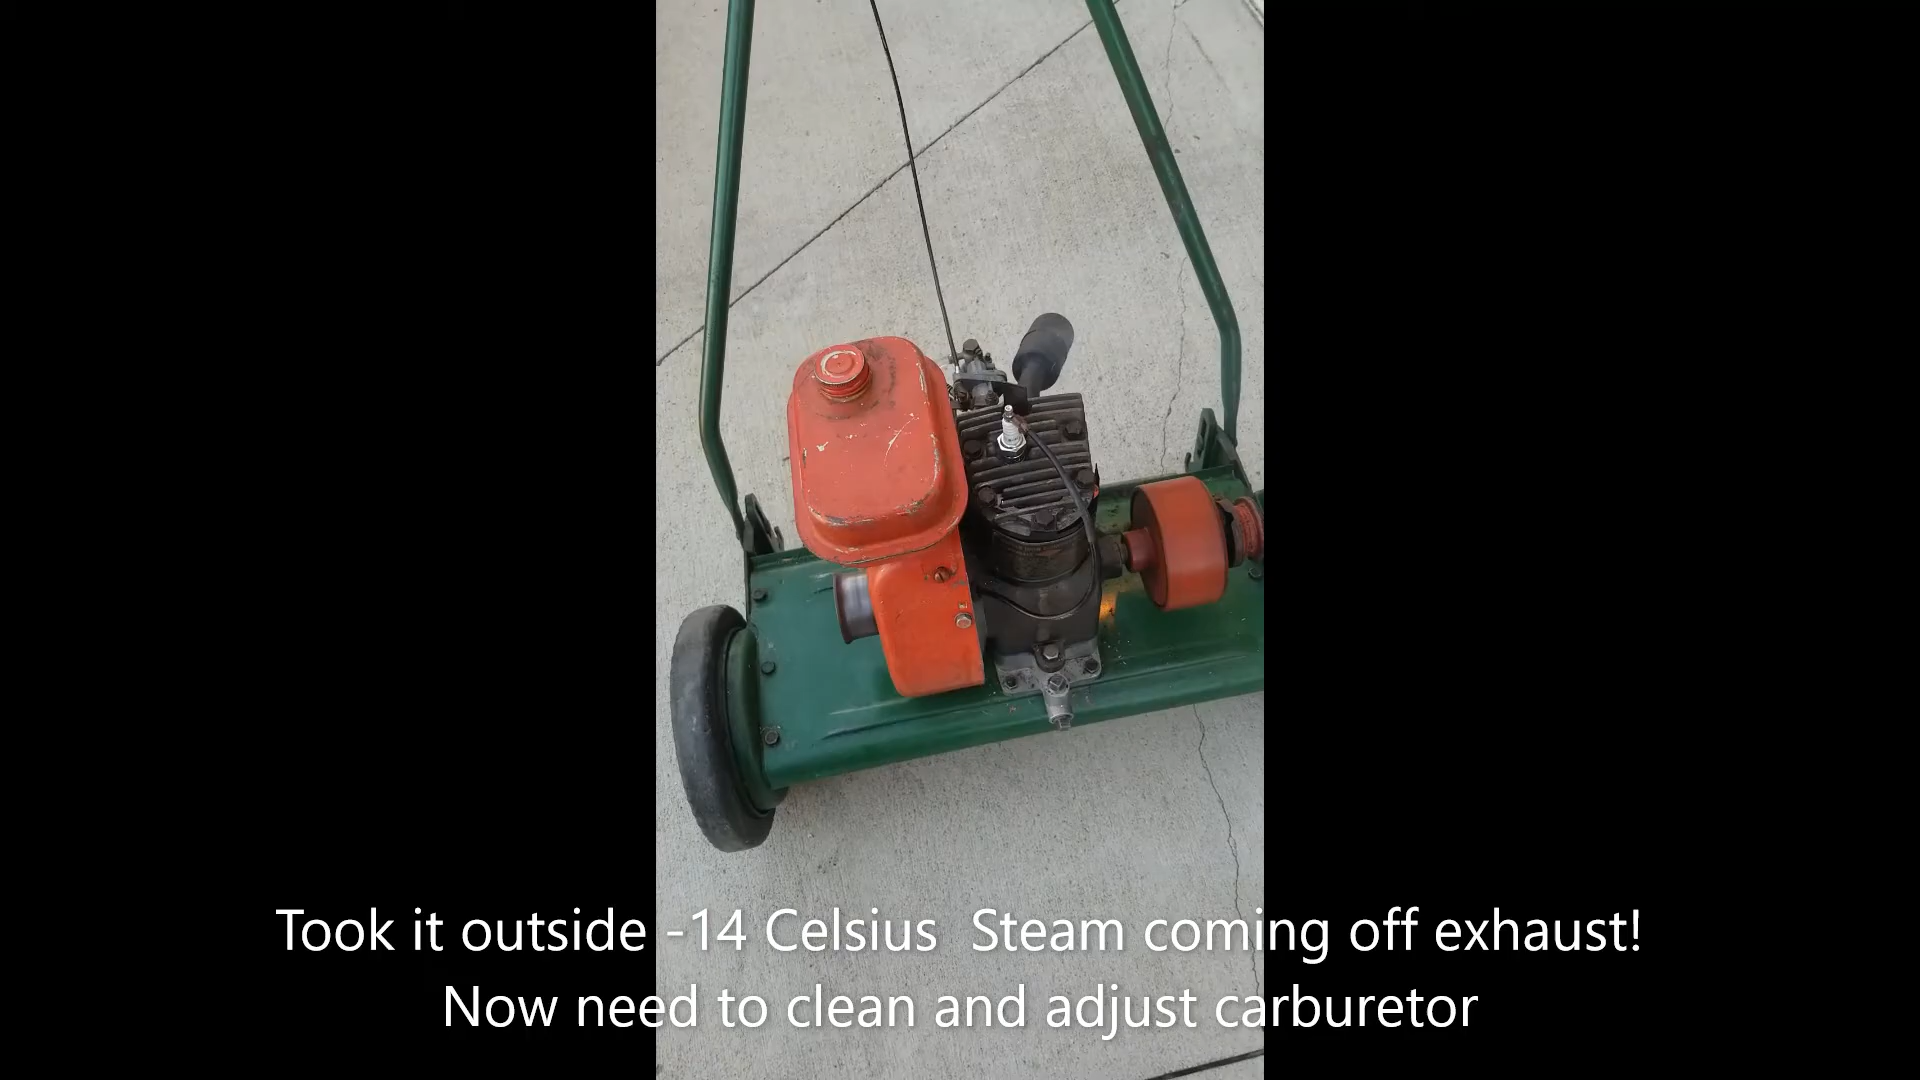 Took it outside -14 Celsius  Steam coming off exhaust!
Now need to clean and adjust carburetor